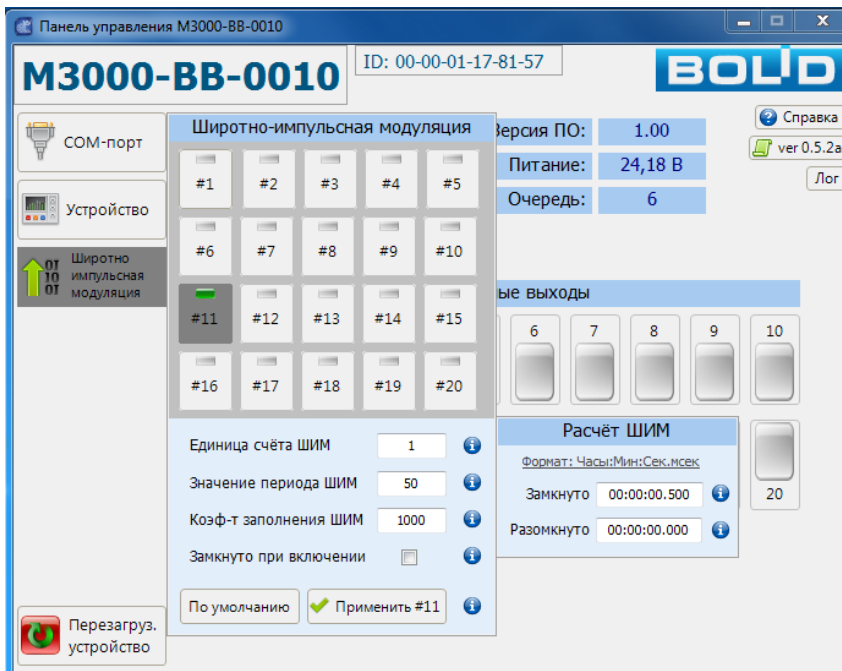 Панель управления М3000-ВВ-0010
М3000-ВВ-0010
ID: 00-00-01-17-81-57
BOLID
COM-порт
Устройство
Широтно
импульсная
модуляция
Перезагруз.
устройство
Широтно-импульсная модуляция
#1 #2 #3 #4 #5
#6 #7 #8 #9 #10
#11 #12 #13 #14 #15
#16 #17 #18 #19 #20
Единица счёта ШИМ 1
Значение периода ШИМ 50
Коэф-т заполнения ШИМ 1000
Замкнуто при включении
По умолчанию Применить #11
ПО: 1.00
Питание: 24,18 В
Очередь: 6
Справка
ver 0.5.2a
Лог
выходы
6 7 8 9 10
20
Расчёт ШИМ
Формат: Часы:Мин:Сек.мсек
Замкнуто 00:00:00.500
Разомкнуто 00:00:00.000